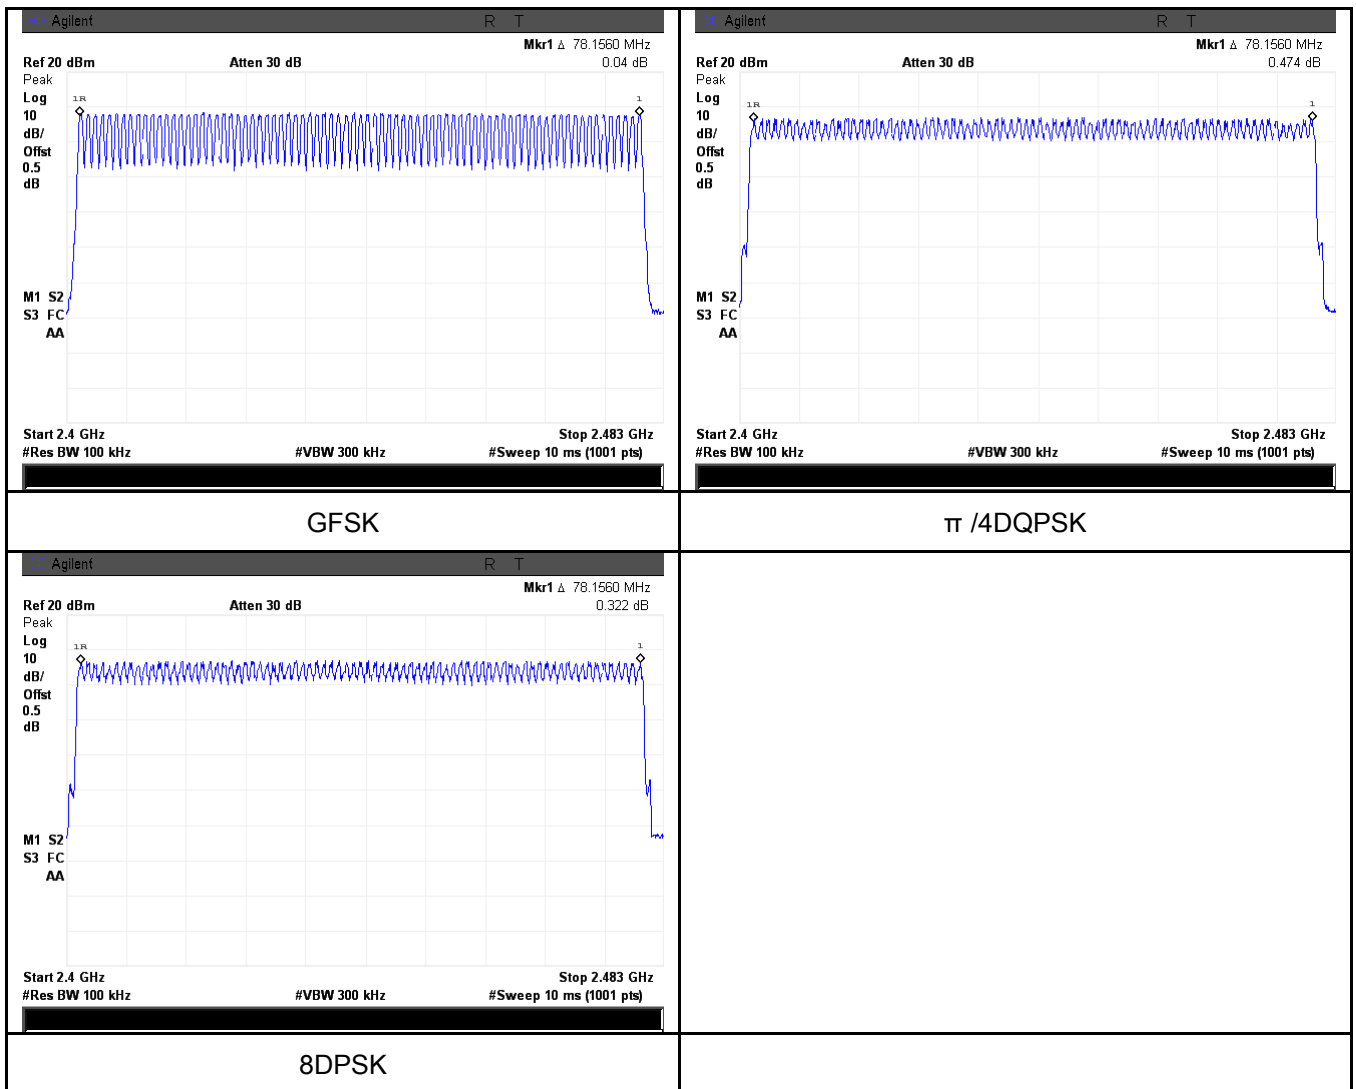 Agilent R T
Mkr1 Δ 78.1560 MHz
Ref 20 dBm Atten 30 dB 0.04 dB
Peak
Log
10
dB/
Offst
0.5
dB
1R
1
M1 S2
S3 FC
AA
Start 2.4 GHz Stop 2.483 GHz
#Res BW 100 kHz #VBW 300 kHz #Sweep 10 ms (1001 pts)
GFSK
Agilent R T
Mkr1 Δ 78.1560 MHz
Ref 20 dBm Atten 30 dB 0.474 dB
Peak
Log
10
dB/
Offst
0.5
dB
1R
1
M1 S2
S3 FC
AA
Start 2.4 GHz Stop 2.483 GHz
#Res BW 100 kHz #VBW 300 kHz #Sweep 10 ms (1001 pts)
π /4DQPSK
Agilent R T
Mkr1 Δ 78.1560 MHz
Ref 20 dBm Atten 30 dB 0.322 dB
Peak
Log
10
dB/
Offst
0.5
dB
1R
1
M1 S2
S3 FC
AA
Start 2.4 GHz Stop 2.483 GHz
#Res BW 100 kHz #VBW 300 kHz #Sweep 10 ms (1001 pts)
8DPSK